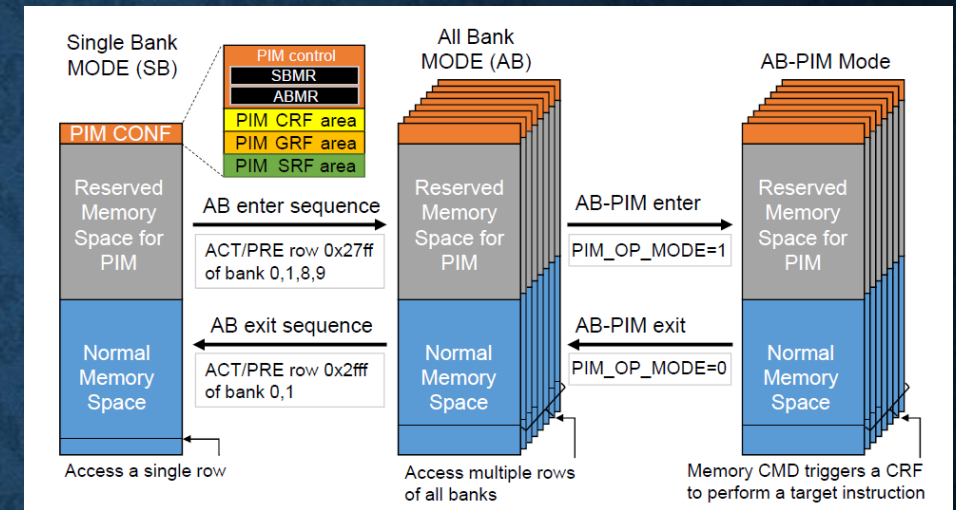 Single Bank
MODE (SB)
PIM control
SBMR
ABMR
PIM CRF area
PIM GRF area
PIM SRF area
All Bank
MODE (AB)
AB-PIM Mode
PIM CONF
Reserved
Memory
Space for
PIM
Normal
Memory
Space
AB enter sequence
ACT/PRE row 0x27ff
of bank 0,1,8,9
AB exit sequence
ACT/PRE row 0x2fff
of bank 0,1
Reserved
Memory
Space for
PIM
Normal
Memory
Space
AB-PIM enter
PIM_OP_MODE=1
AB-PIM exit
PIM_OP_MODE=0
Reserved
Memory
Space for
PIM
Normal
Memory
Space
Access a single row
Access multiple rows
of all banks
Memory CMD triggers a CRF
to perform a target instruction